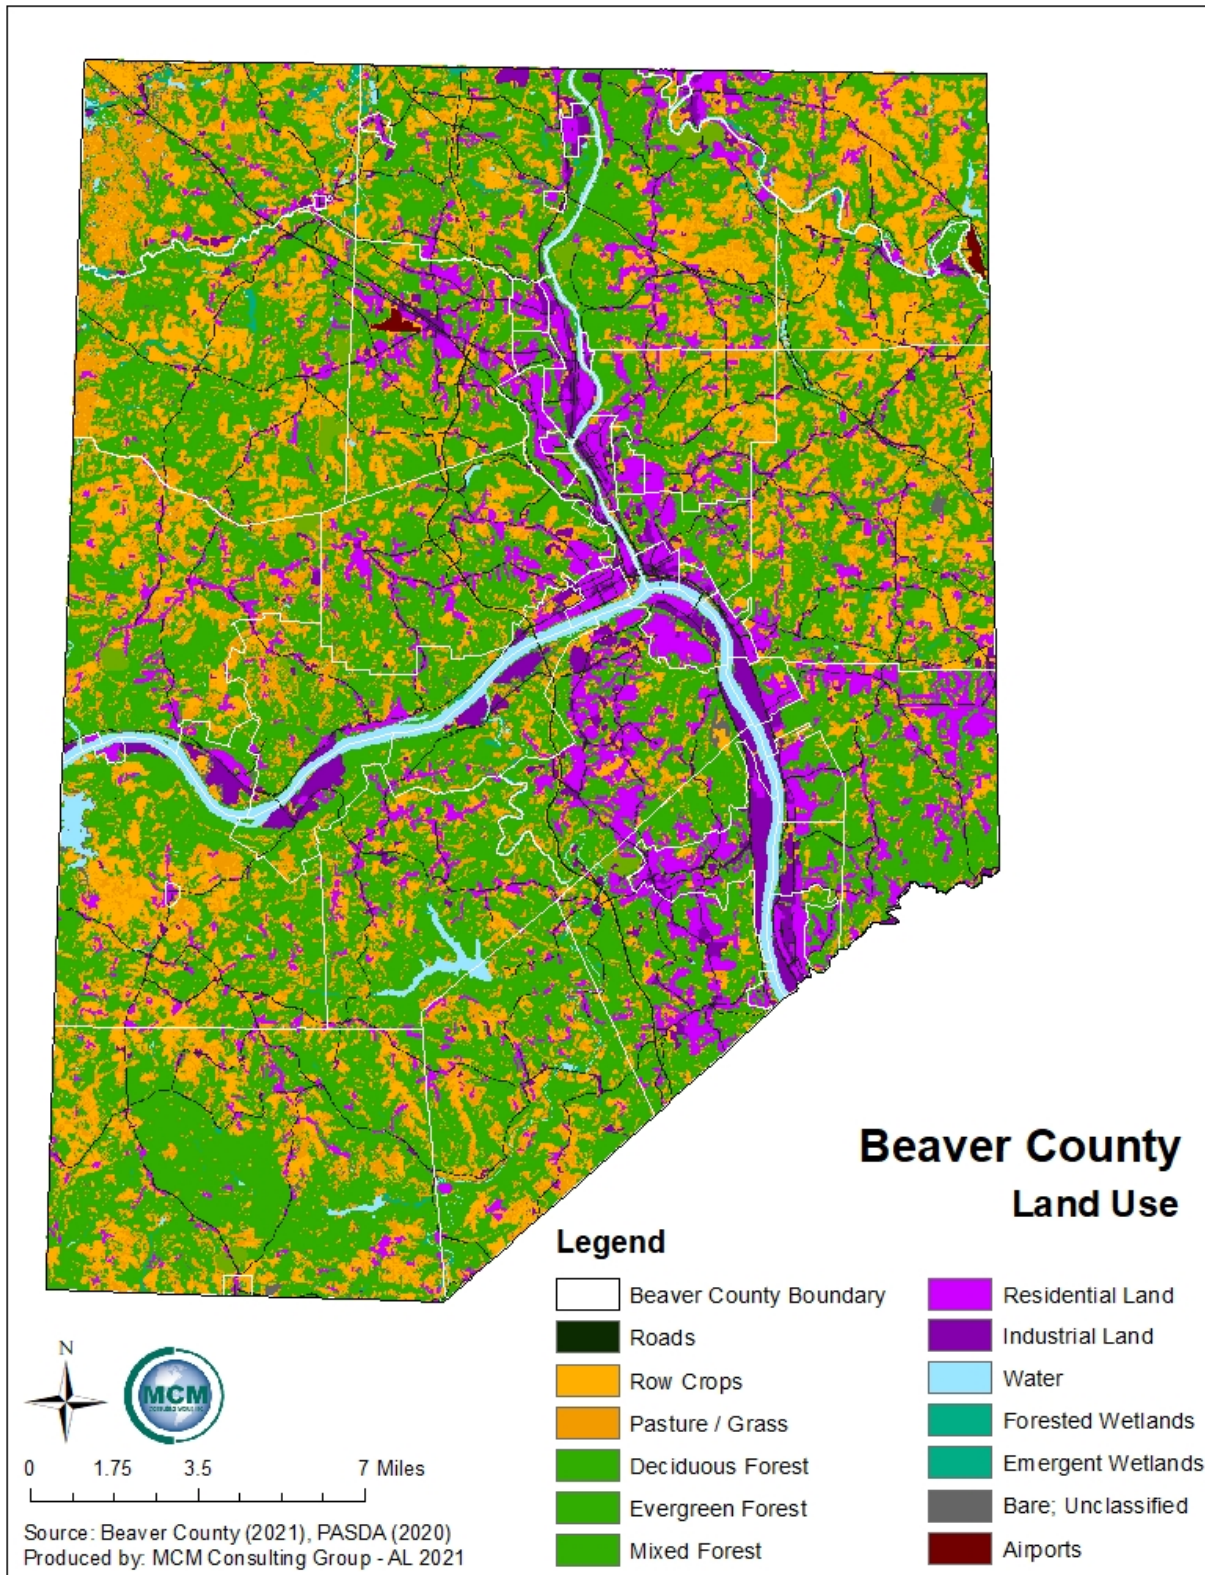 Beaver County
Land Use
Legend
Beaver County Boundary
Roads
Row Crops
Pasture / Grass
Deciduous Forest
Evergreen Forest
Mixed Forest
Residential Land
Industrial Land
Water
Forested Wetlands
Emergent Wetlands
Bare; Unclassified
Airports
N
MCM
0 1.75 3.5 7 Miles
Source: Beaver County (2021), PASDA (2020)
Produced by: MCM Consulting Group - AL 2021